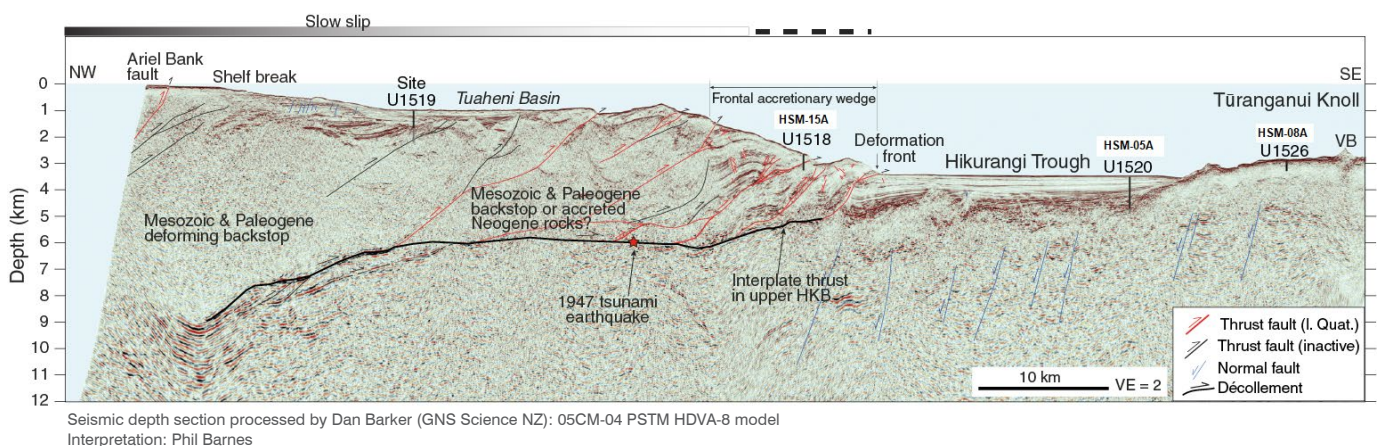 Slow slip
NW
Ariel Bank
fault
Shelf break
Site
U1519
Tuaheni Basin
Frontal accretionary wedge
HSM-15A
U1518
Deformation
front
Hikurangi Trough
HSM-05A
U1520
SE
Tūranganui Knoll
HSM-08A
U1526
VB
Depth (km)
0
1
2
3
4
5
6
7
8
9
10
11
12
Mesozoic & Paleogene
deforming backstop
Mesozoic & Paleogene
backstop or accreted
Neogene rocks?
1947 tsunami
earthquake
Interplate thrust
in upper HKB
10 km
VE = 2
Thrust fault (l. Quat.)
Thrust fault (inactive)
Normal fault
Décollement
Seismic depth section processed by Dan Barker (GNS Science NZ): 05CM-04 PSTM HDVA-8 model
Interpretation: Phil Barnes